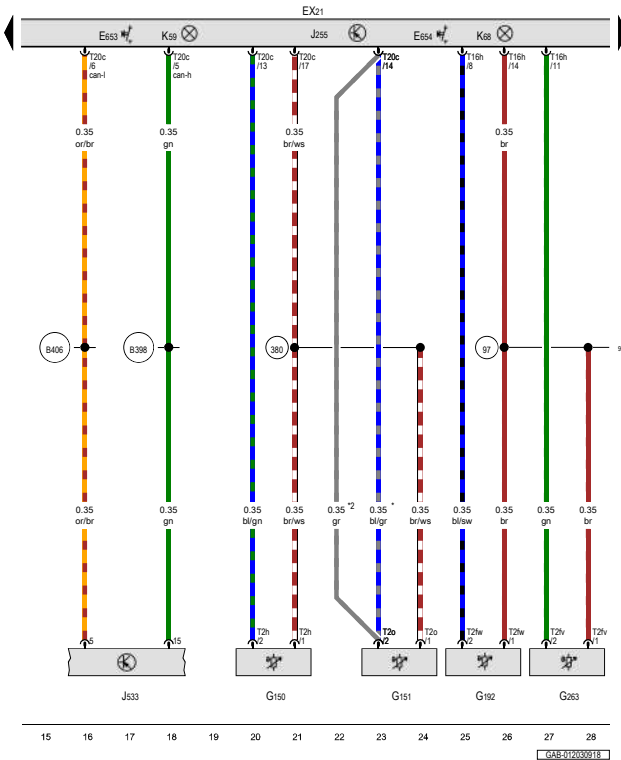 EX21
E653 K59 J255 E654 K68
T20c T20c T20c T20c T20c T16h T16h T16h
/6 /5 /13 /17 /14 /8 /14 /11
can-l can-h
0.35 0.35 0.35 0.35
or/br gn br/ws br
B406 B398 380 97 9
*2 *
0.35 0.35 0.35 0.35 0.35 0.35 0.35 0.35 0.35 0.35 0.35
or/br gn bl/gn br/ws gr bl/gr br/ws bl/sw br gn br
T2h T2h T2o T2o T2fw T2fw T2fv T2fv
5 15 /2 /1 /2 /1 /2 /1 /2 /1
J533 G150 G151 G192 G263
15 16 17 18 19 20 21 22 23 24 25 26 27 28
GAB-012030918